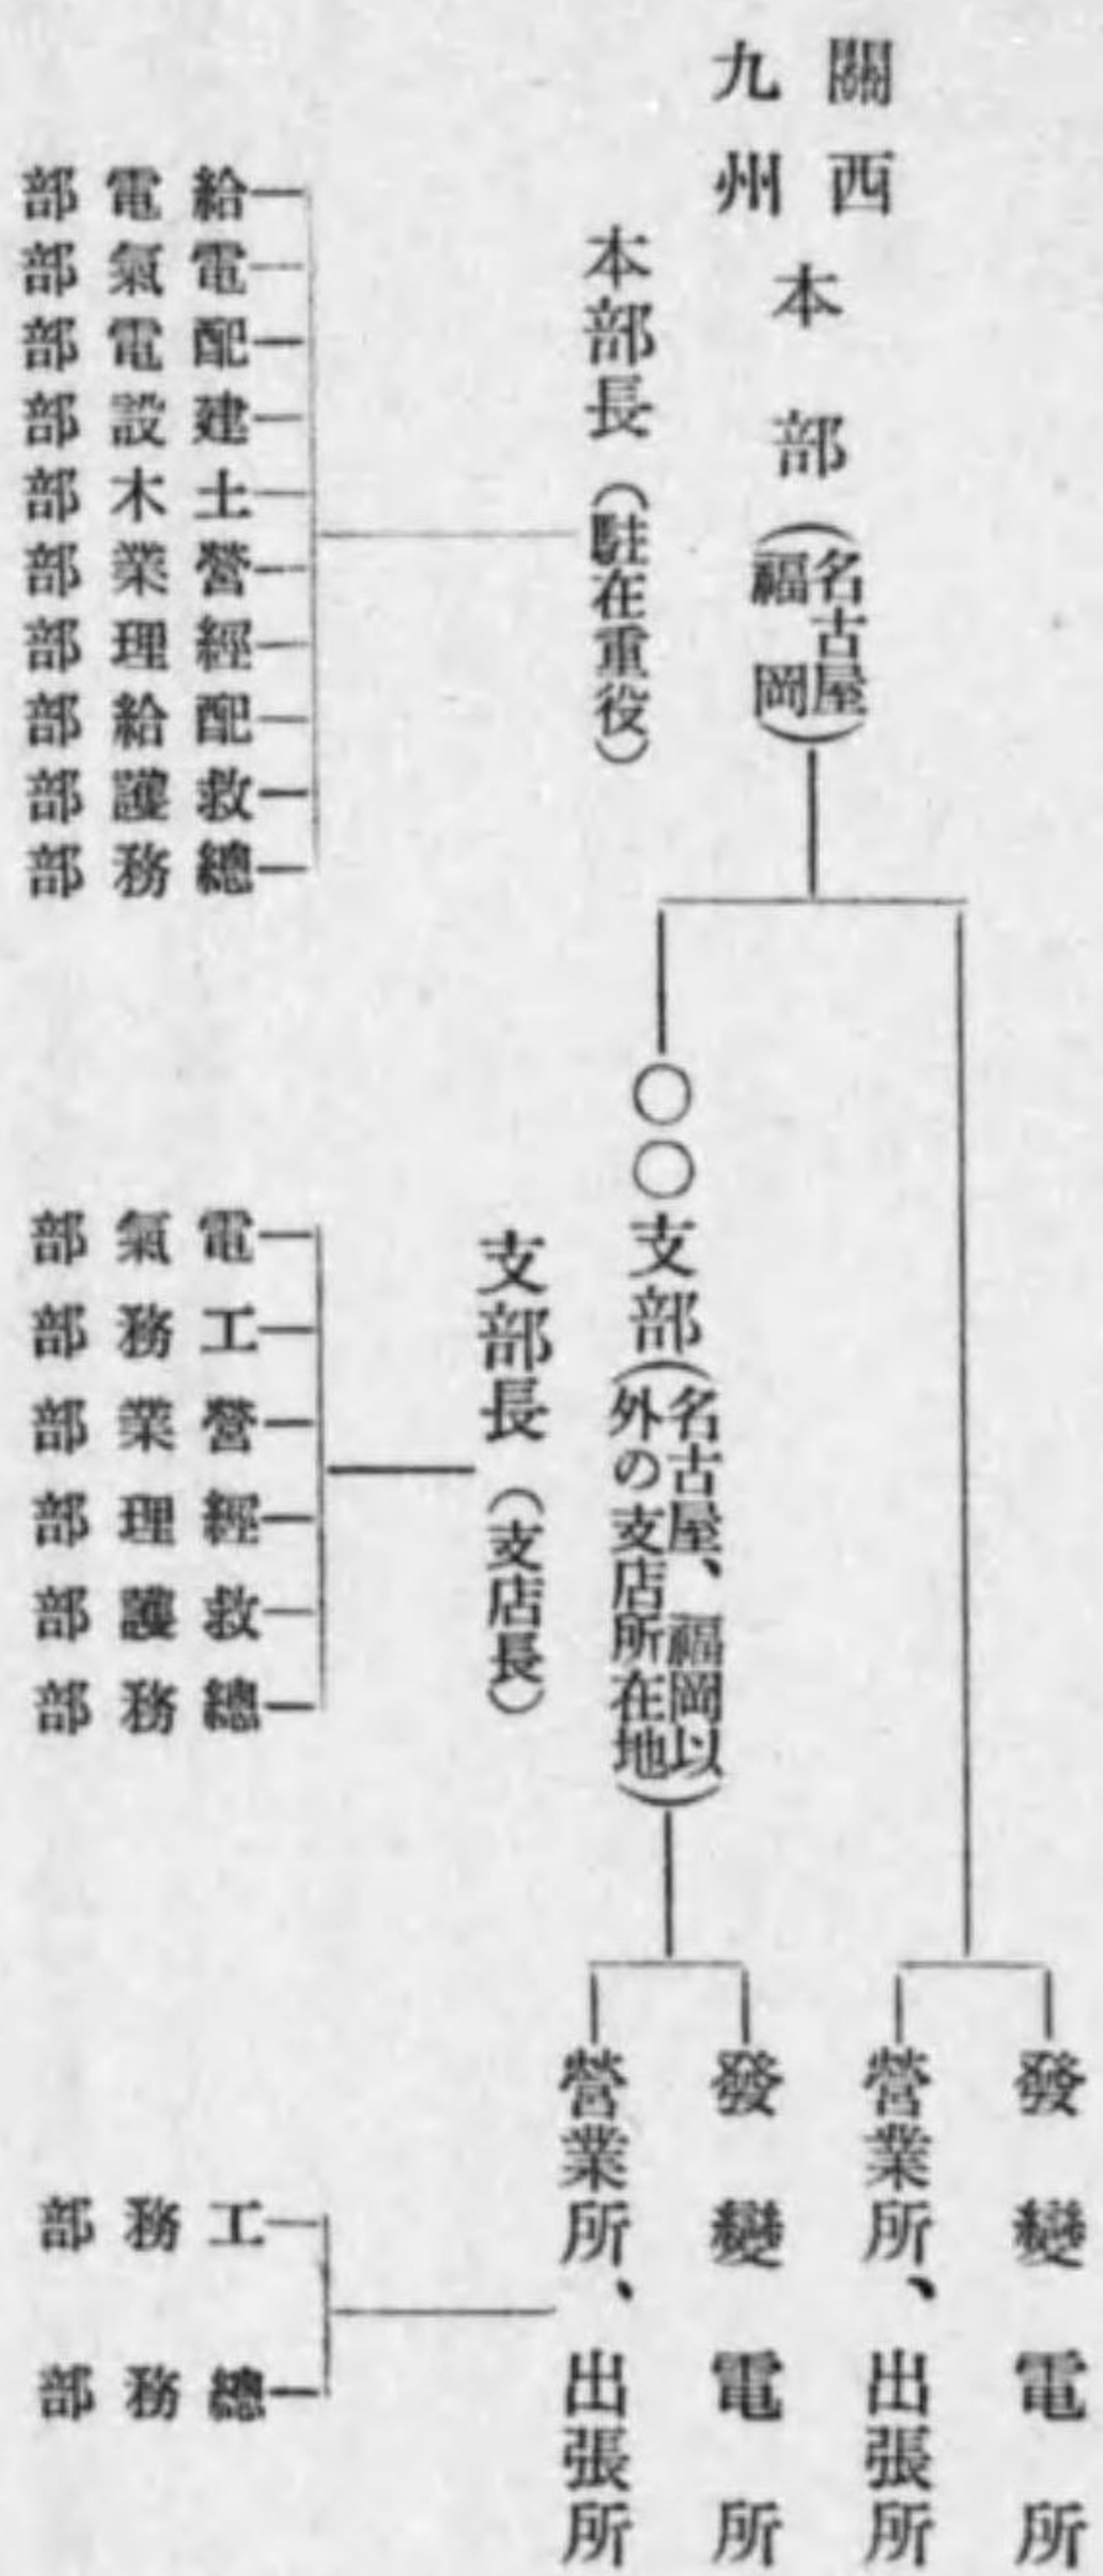 關西
九州
本部(名古屋
福岡)
發變電所
營業所、出張所
本部長(駐在重役)
給電部
電氣部
配電部
建設部
土木部
營業部
經理部
配給部
救護部
總務部
〇〇支部(名古屋、福岡以
外の支店所在地)
發變電所
營業所、出張所
支部長(支店長)
電氣部
工務部
營業部
經理部
救護部
總務部
工務部
總務部